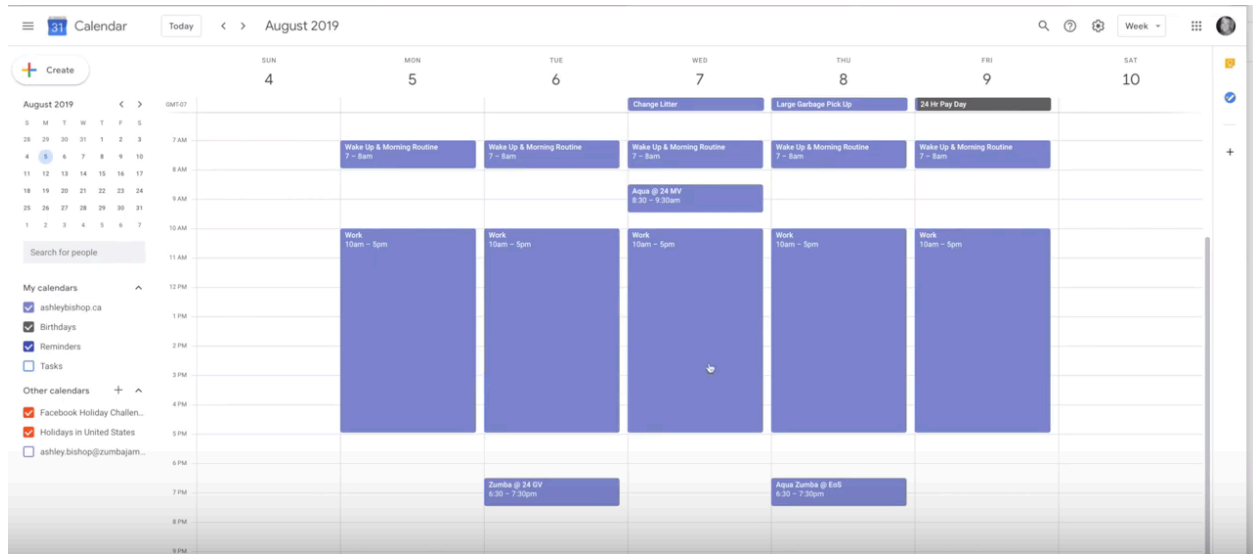 31 Calendar Today August 2019 Week
Create
SUN MON TUE WED THU FRI SAT
4 5 6 7 8 9 10
August 2019
S M T W T F S
28 29 30 31 1 2 3
4 5 6 7 8 9 10
11 12 13 14 15 16 17
18 19 20 21 22 23 24
25 26 27 28 29 30 31
1 2 3 4 5 6 7
Search for people
My calendars
ashleybishop.ca
Birthdays
Reminders
Tasks
Other calendars
Facebook Holiday Challen...
Holidays in United States
ashley.bishop@zumbajam...
GMT-07
Change Litter
Large Garbage Pick Up
24 Hr Pay Day
7 AM
8 AM
9 AM
10 AM
11 AM
12 PM
1 PM
2 PM
3 PM
4 PM
5 PM
6 PM
7 PM
8 PM
9 PM
Wake Up & Morning Routine
7 – 8am
Work
10am – 5pm
Wake Up & Morning Routine
7 – 8am
Work
10am – 5pm
Zumba @ 24 GV
6:30 – 7:30pm
Wake Up & Morning Routine
7 – 8am
Aqua @ 24 MV
8:30 – 9:30am
Work
10am – 5pm
Wake Up & Morning Routine
7 – 8am
Work
10am – 5pm
Aqua Zumba @ EoS
6:30 – 7:30pm
Wake Up & Morning Routine
7 – 8am
Work
10am – 5pm